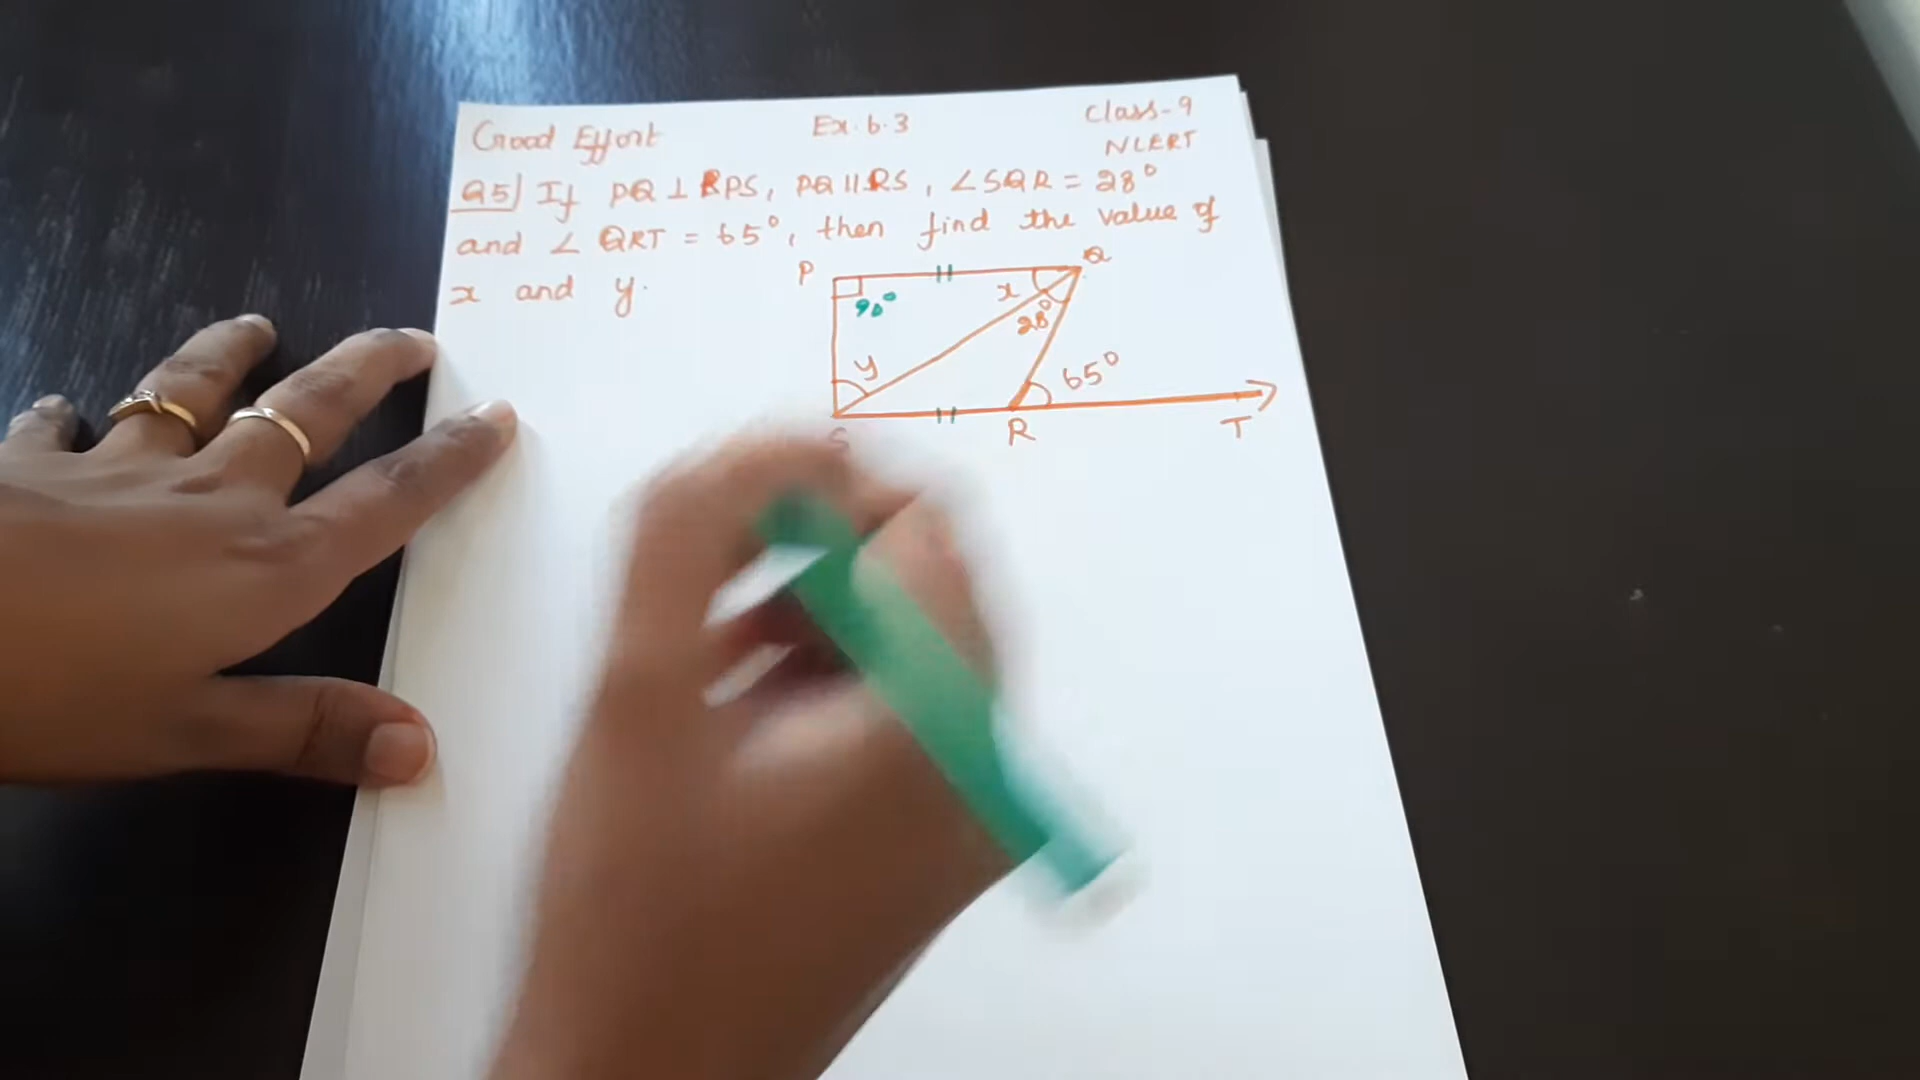 Good Effort Ex. 6.3 Class-9
NCERT
Q5) If PQ ⊥ PS, PQ || RS, ∠SQR = 28°
and ∠ QRT = 65°, then find the value of
x and y.
P Q
90° x
28°
y 65°
S R T